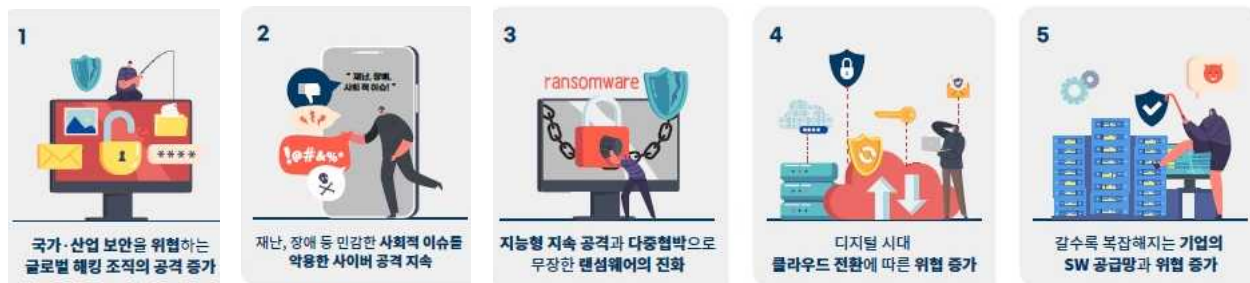 1
국가·산업 보안을 위협하는
글로벌 해킹 조직의 공격 증가
****
2
" 재난, 장애,
사회적 이슈! "
!@#&%*
$
재난, 장애 등 민감한 사회적 이슈를
악용한 사이버 공격 지속
3
ransomware
지능형 지속 공격과 다중협박으로
무장한 랜섬웨어의 진화
4
****
디지털 시대
클라우드 전환에 따른 위협 증가
5
갈수록 복잡해지는 기업의
SW 공급망과 위협 증가